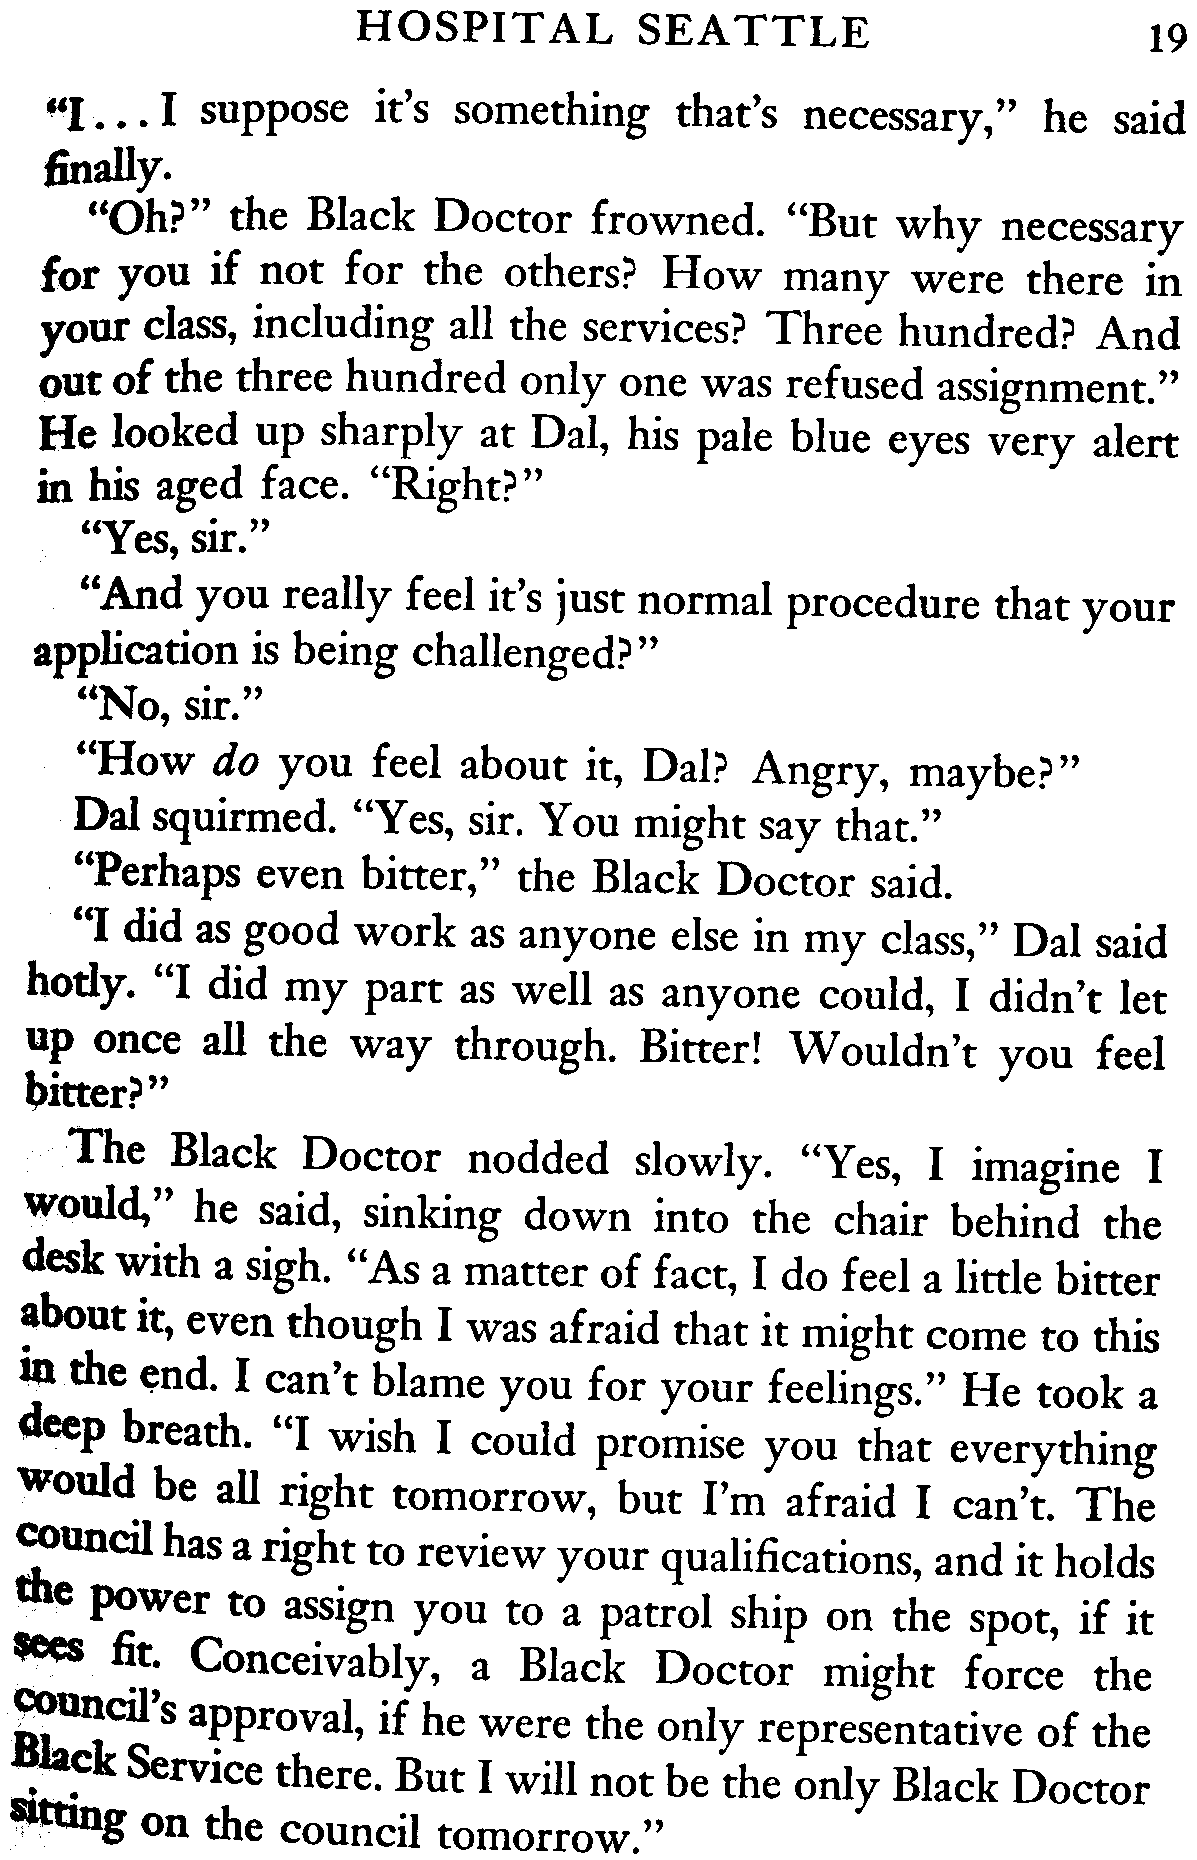 HOSPITAL SEATTLE 19
“I... I suppose it's something that's necessary,” he said
finally.
“Oh?” the Black Doctor frowned. “But why necessary
for you if not for the others? How many were there in
your class, including all the services? Three hundred? And
out of the three hundred only one was refused assignment.”
He looked up sharply at Dal, his pale blue eyes very alert
in his aged face. “Right?”
“Yes, sir.”
“And you really feel it's just normal procedure that your
application is being challenged?”
“No, sir.”
“How do you feel about it, Dal? Angry, maybe?”
Dal squirmed. “Yes, sir. You might say that.”
“Perhaps even bitter,” the Black Doctor said.
“I did as good work as anyone else in my class,” Dal said
hotly. “I did my part as well as anyone could, I didn't let
up once all the way through. Bitter! Wouldn't you feel
bitter?”
The Black Doctor nodded slowly. “Yes, I imagine I
would,” he said, sinking down into the chair behind the
desk with a sigh. “As a matter of fact, I do feel a little bitter
about it, even though I was afraid that it might come to this
in the end. I can't blame you for your feelings.” He took a
deep breath. “I wish I could promise you that everything
would be all right tomorrow, but I'm afraid I can't. The
council has a right to review your qualifications, and it holds
the power to assign you to a patrol ship on the spot, if it
sees fit. Conceivably, a Black Doctor might force the
council's approval, if he were the only representative of the
Black Service there. But I will not be the only Black Doctor
sitting on the council tomorrow.”